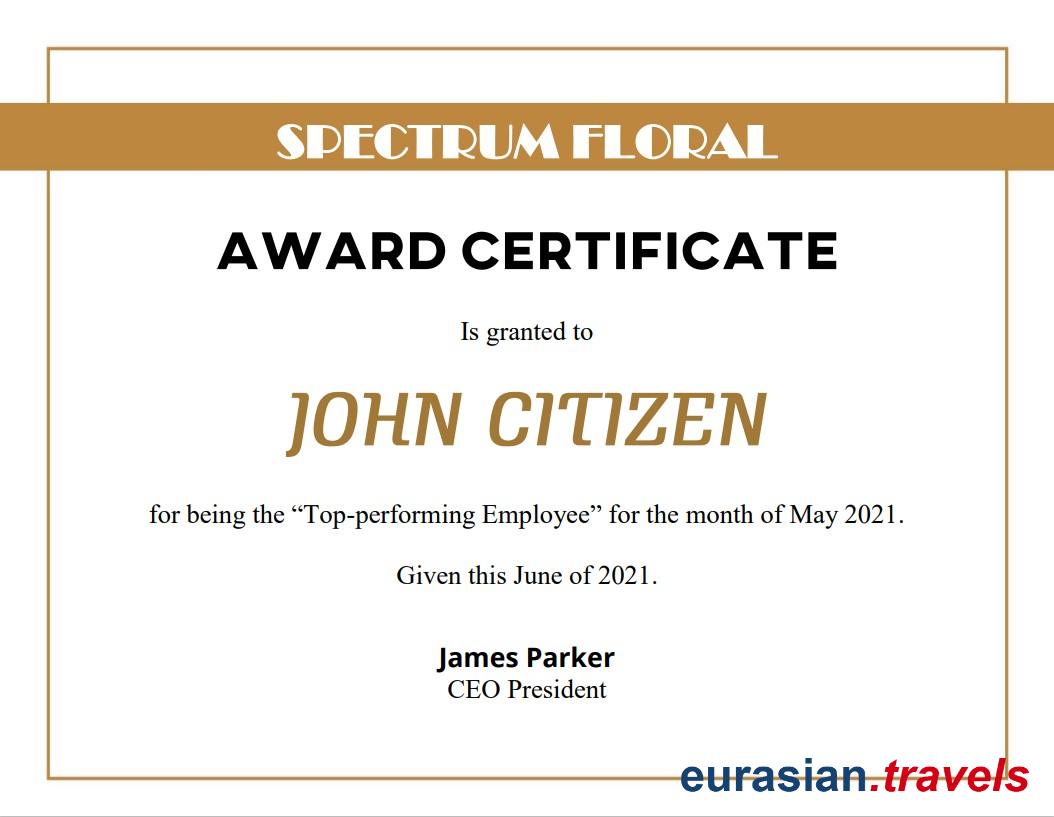 SPECTRUM FLORAL
AWARD CERTIFICATE
Is granted to
JOHN CITIZEN
for being the “Top-performing Employee” for the month of May 2021.
Given this June of 2021.
James Parker
CEO President
eurasian.travels